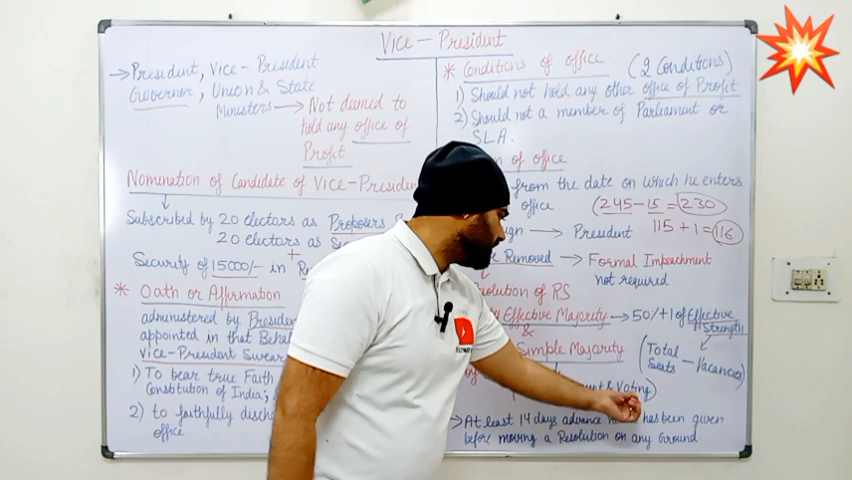 Vice - President
→ President, Vice - President
Governor, Union & State
Ministers → Not deemed to
hold any office of
Profit
Nomination of Candidate of Vice-Presiden
Subscribed by 20 electors as Proposers
20 electors as
+
Security of 15000/- in
* Oath or Affirmation
administered by Presiden
appointed in that Beha
Vice-President Swear
1) To bear true Faith
Constitution of India;
2) to faithfully disch
office
* Conditions of office (2 Conditions)
1) Should not hold any other office of Profit
2) Should not a member of Parliament or
SLA.
of office
from the date on which he enters
office. (245-15 = 230
→ President 115 + 1 = 116
Removed → Formal Impeachment
not required
of RS
Effective Majority → 50%+1 of Effective
Strength
&
Simple Majority (Total - Vacancies)
Seats
& Voting)
→ At least 14 days advance has been given
before moving a Resolution on any Ground